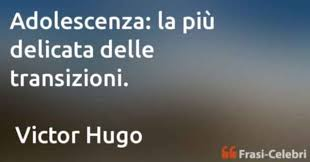 Adolescenza: la più
delicata delle
transizioni.
Victor Hugo
Frasi-Celebri